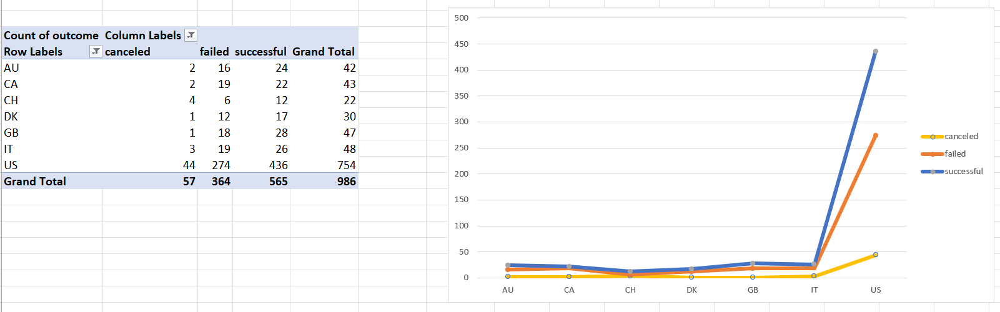 Count of outcome Column Labels
Row Labels canceled failed successful Grand Total
AU 2 16 24 42
CA 2 19 22 43
CH 4 6 12 22
DK 1 12 17 30
GB 1 18 28 47
IT 3 19 26 48
US 44 274 436 754
Grand Total 57 364 565 986
500
450
400
350
300
250
200
150
100
50
0
AU CA CH DK GB IT US
canceled
failed
successful